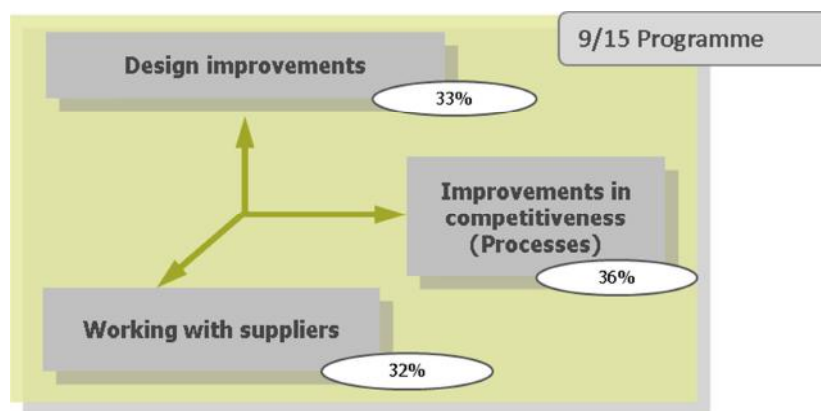 9/15 Programme
Design improvements
33%
Improvements in
competitiveness
(Processes)
36%
Working with suppliers
32%